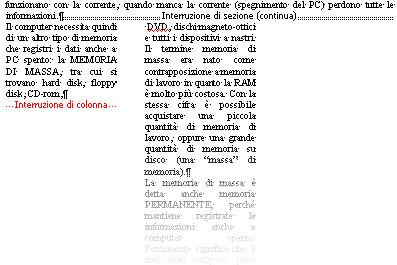 funzionano con la corrente, quando manca la corrente (spegnimento del PC) perdono tutte le
informazioni.¶ Interruzione di sezione (continua)
Il computer necessita quindi
di un altro tipo di memoria
che registri i dati anche a
PC spento: la MEMORIA
DI MASSA, tra cui si
trovano hard disk, floppy
disk, CD-rom,¶
...Interruzione di colonna...
DVD, dischi magneto-ottici
e tutti i dispositivi a nastri.
Il termine memoria di
massa era nato come
contrapposizione a memoria
di lavoro in quanto la RAM
è molto più costosa. Con la
stessa cifra è possibile
acquistare una piccola
quantità di memoria di
lavoro, oppure una grande
quantità di memoria su
disco (una “massa” di
memoria).¶
La memoria di massa è
detta anche memoria
PERMANENTE, perché
mantiene registrate le
informazioni anche a
computer spento.
Permanente significa che i
dati non vengono persi